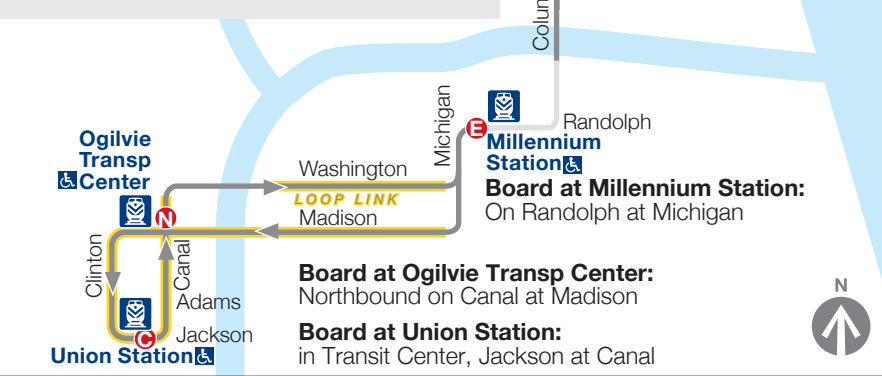 Colun
Michigan
Randolph
E
Millennium
Station
Ogilvie
Transp
Center
Washington
LOOP LINK
Madison
N
Board at Millennium Station:
On Randolph at Michigan
Clinton
Canal
Adams
Jackson
C
Union Station
Board at Ogilvie Transp Center:
Northbound on Canal at Madison
Board at Union Station:
in Transit Center, Jackson at Canal
N